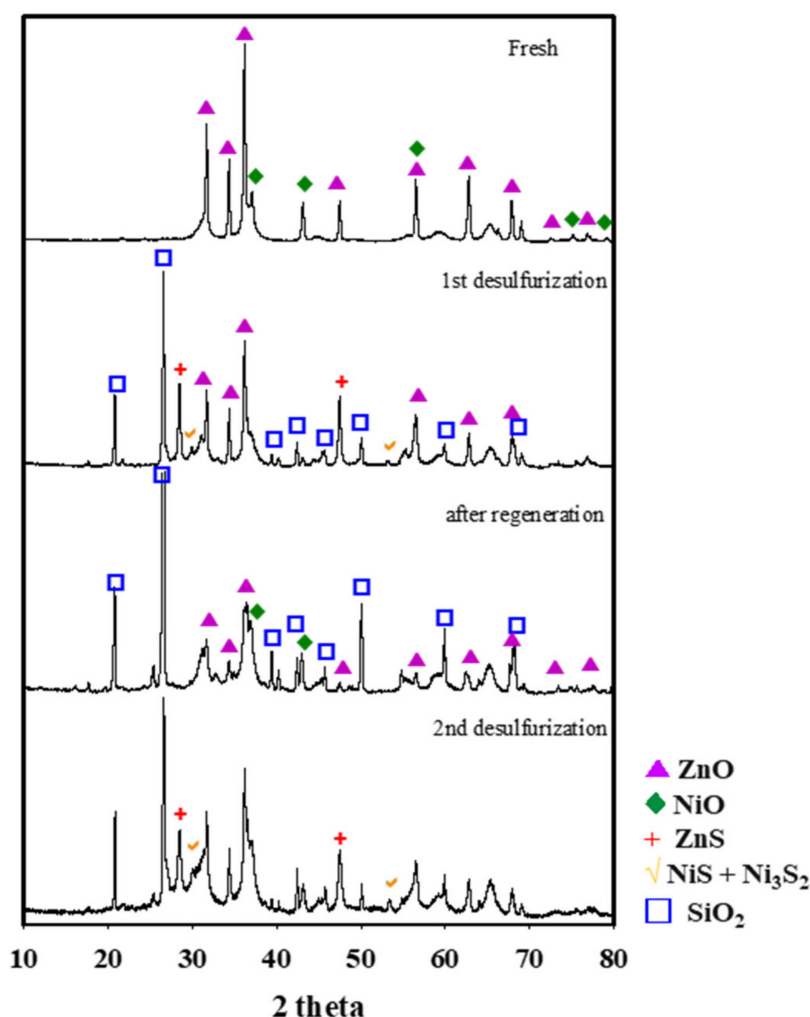 Fresh
1st desulfurization
after regeneration
2nd desulfurization
ZnO
NiO
ZnS
NiS + Ni₃S₂
SiO₂
10 20 30 40 50 60 70 80
2 theta